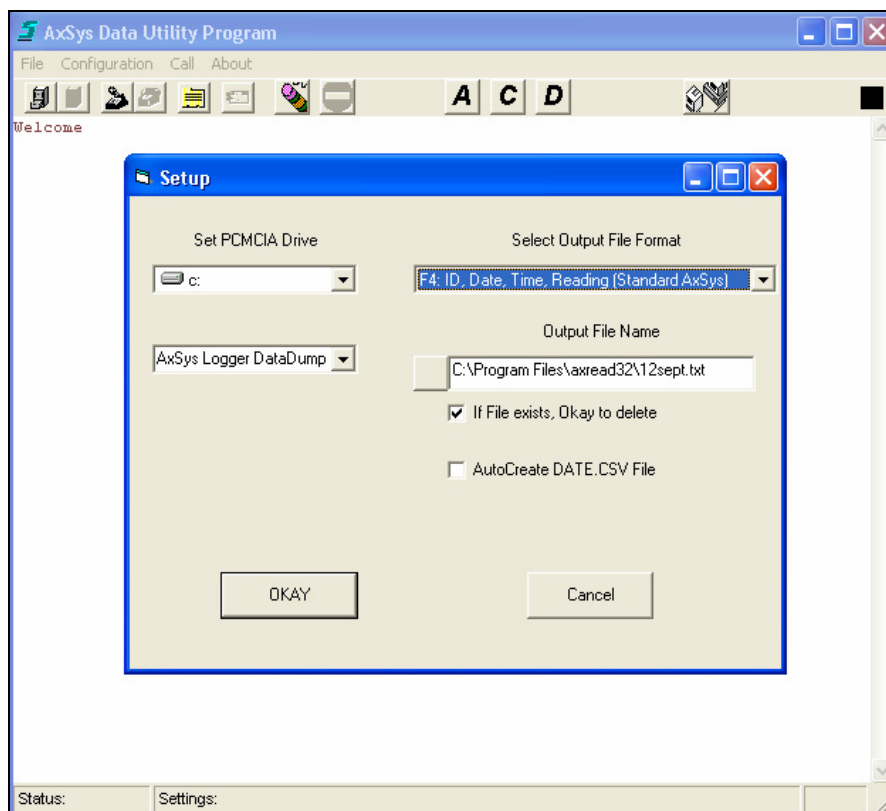 AxSys Data Utility Program
File Configuration Call About
A C D
Welcome
Setup
Set PCMCIA Drive
Select Output File Format
c:
F4: ID, Date, Time, Reading (Standard AxSys)
Output File Name
AxSys Logger DataDump
C:\Program Files\axread32\12sept.txt
If File exists, Okay to delete
AutoCreate DATE.CSV File
OKAY
Cancel
Status:
Settings: